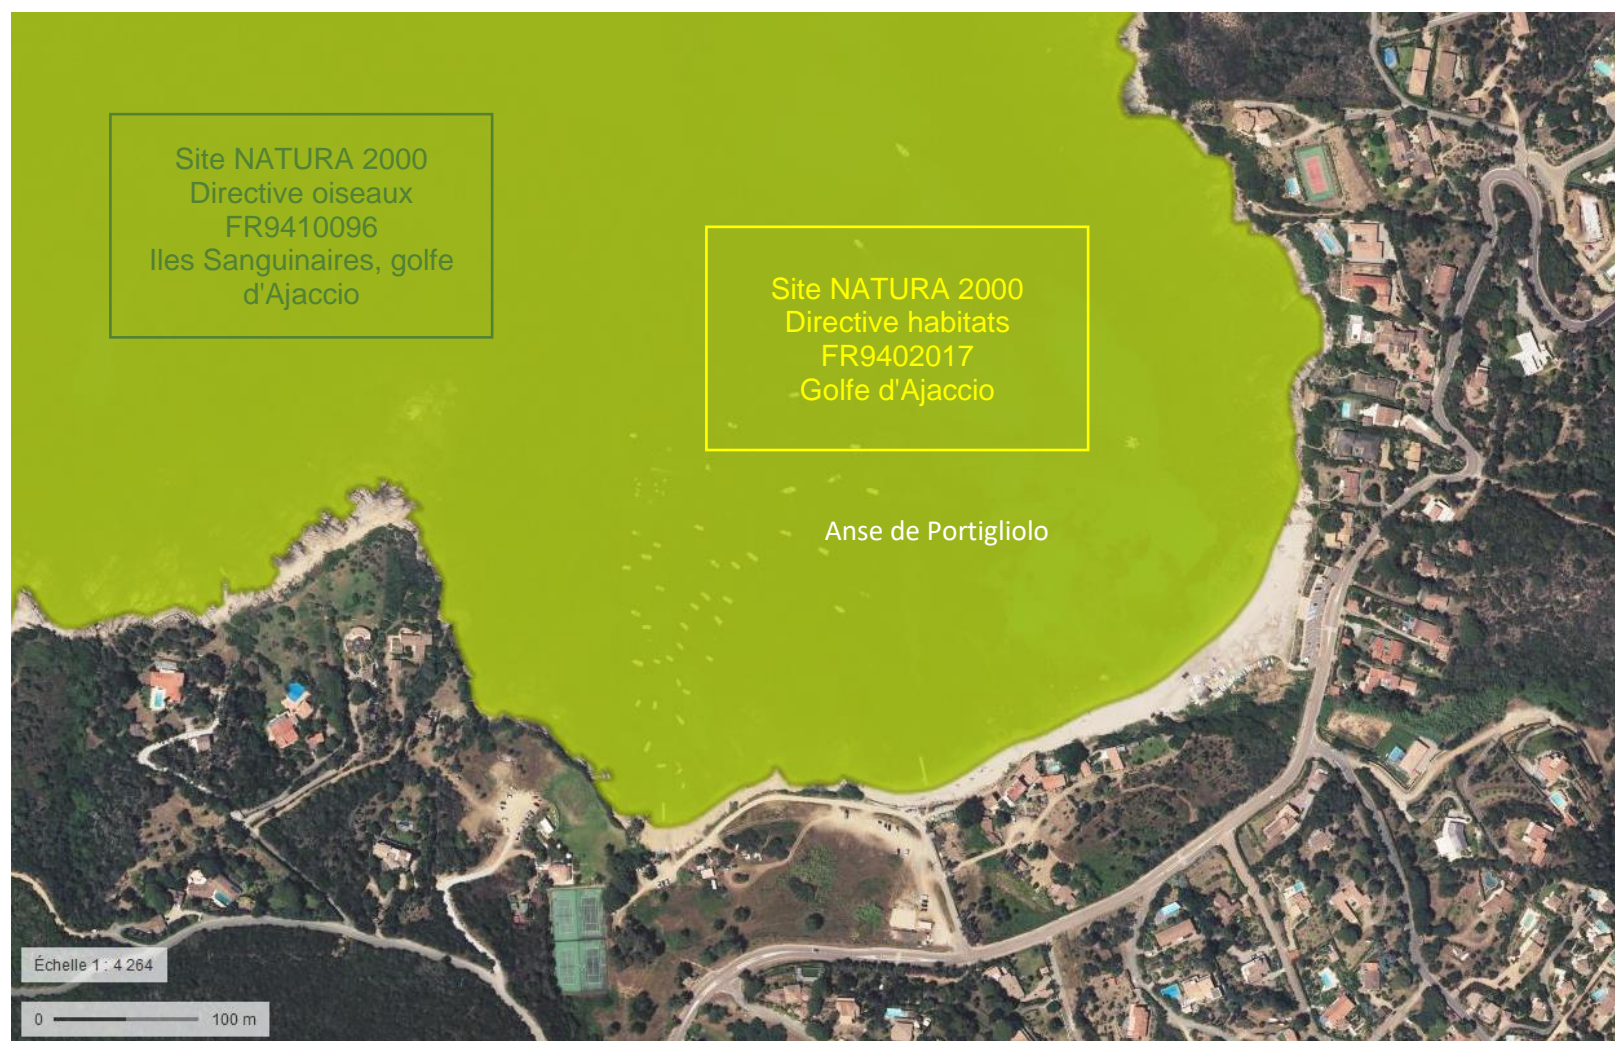 Site NATURA 2000
Directive oiseaux
FR9410096
Iles Sanguinaires, golfe
d'Ajaccio
Site NATURA 2000
Directive habitats
FR9402017
Golfe d'Ajaccio
Anse de Portigliolo
Échelle 1 : 4 264
0 100 m